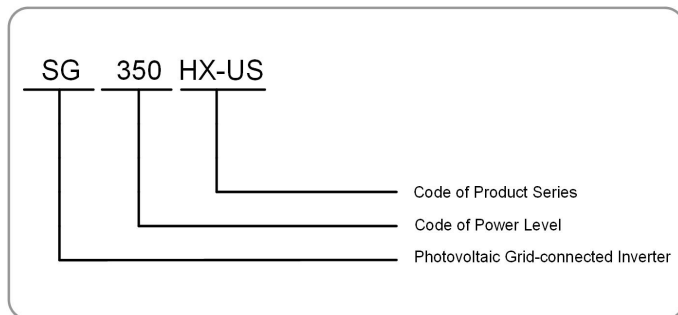 SG 350 HX-US
Code of Product Series
Code of Power Level
Photovoltaic Grid-connected Inverter